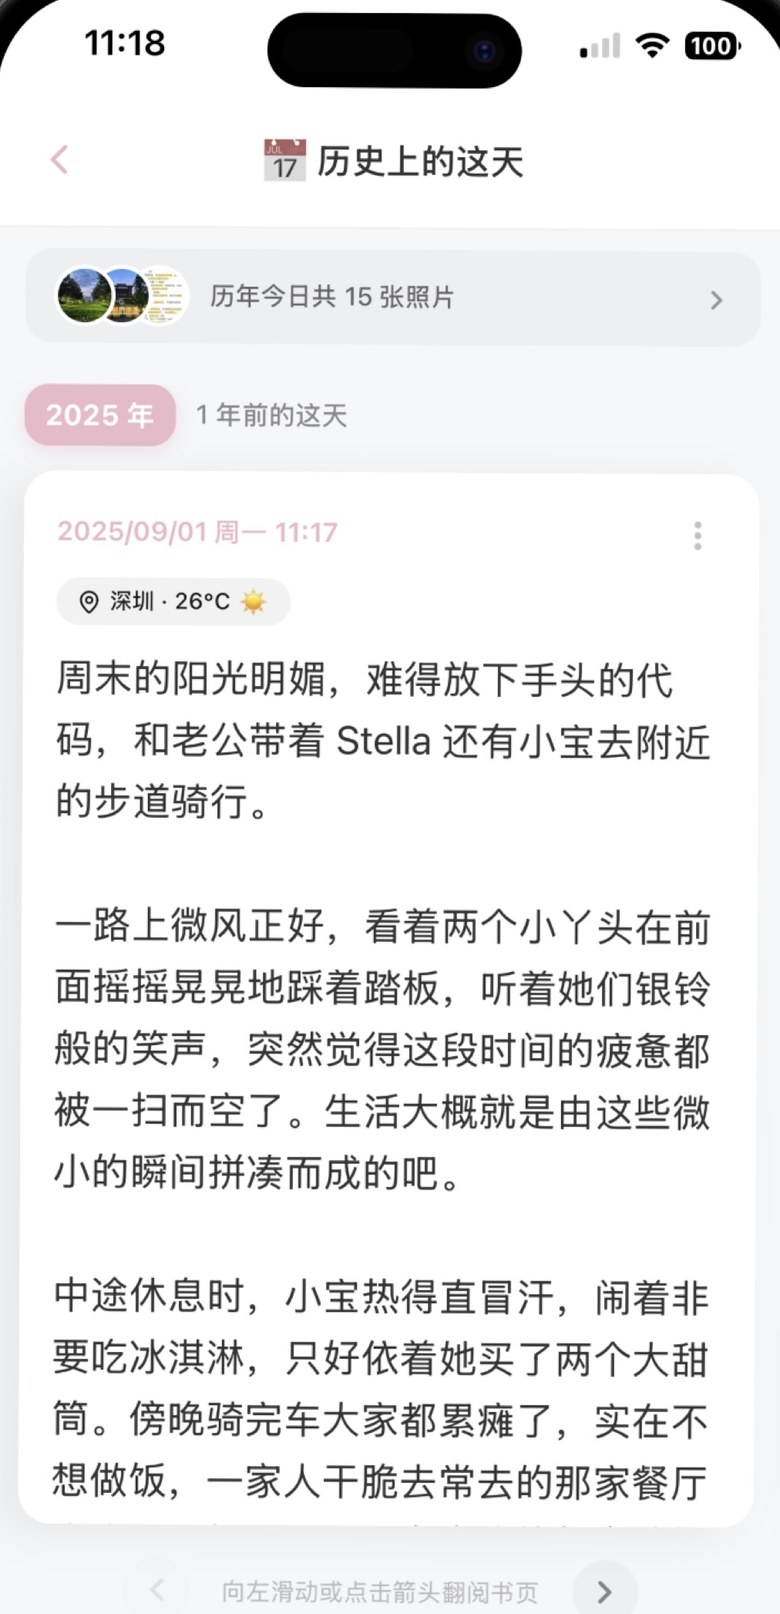 11:18
100
JUL
17
历史上的这天
历年今日共 15 张照片
2025 年
1 年前的这天
2025/09/01 周一 11:17
深圳 · 26°C
周末的阳光明媚，难得放下手头的代
码，和老公带着 Stella 还有小宝去附近
的步道骑行。
一路上微风正好，看着两个小丫头在前
面摇摇晃晃地踩着踏板，听着她们银铃
般的笑声，突然觉得这段时间的疲惫都
被一扫而空了。生活大概就是由这些微
小的瞬间拼凑而成的吧。
中途休息时，小宝热得直冒汗，闹着非
要吃冰淇淋，只好依着她买了两个大甜
筒。傍晚骑完车大家都累瘫了，实在不
想做饭，一家人干脆去常去的那家餐厅
向左滑动或点击箭头翻阅书页